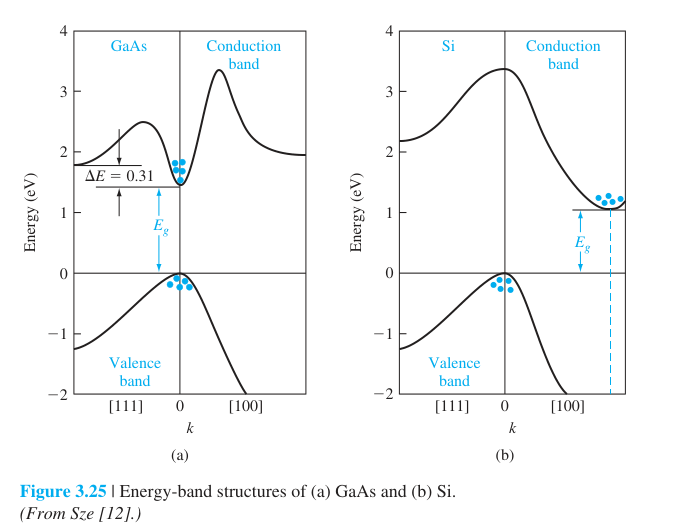 4
3
2
1
0
−1
−2
Energy (eV)
GaAs
Conduction
band
ΔE = 0.31
E_g
Valence
band
[111]
0
[100]
k
(a)
4
3
2
1
0
−1
−2
Energy (eV)
Si
Conduction
band
E_g
Valence
band
[111]
0
[100]
k
(b)
Figure 3.25 | Energy-band structures of (a) GaAs and (b) Si.
(From Sze [12].)